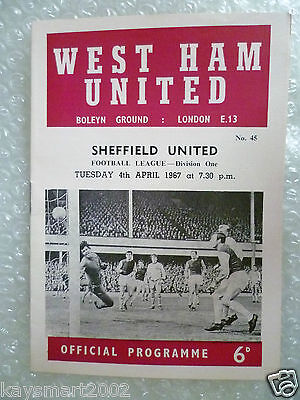 WEST HAM
UNITED
BOLEYN GROUND : LONDON E.13
No. 45
SHEFFIELD UNITED
FOOTBALL LEAGUE—Division One
TUESDAY 4th APRIL 1967 at 7.30 p.m.
OFFICIAL PROGRAMME 6D
kaysmart2002